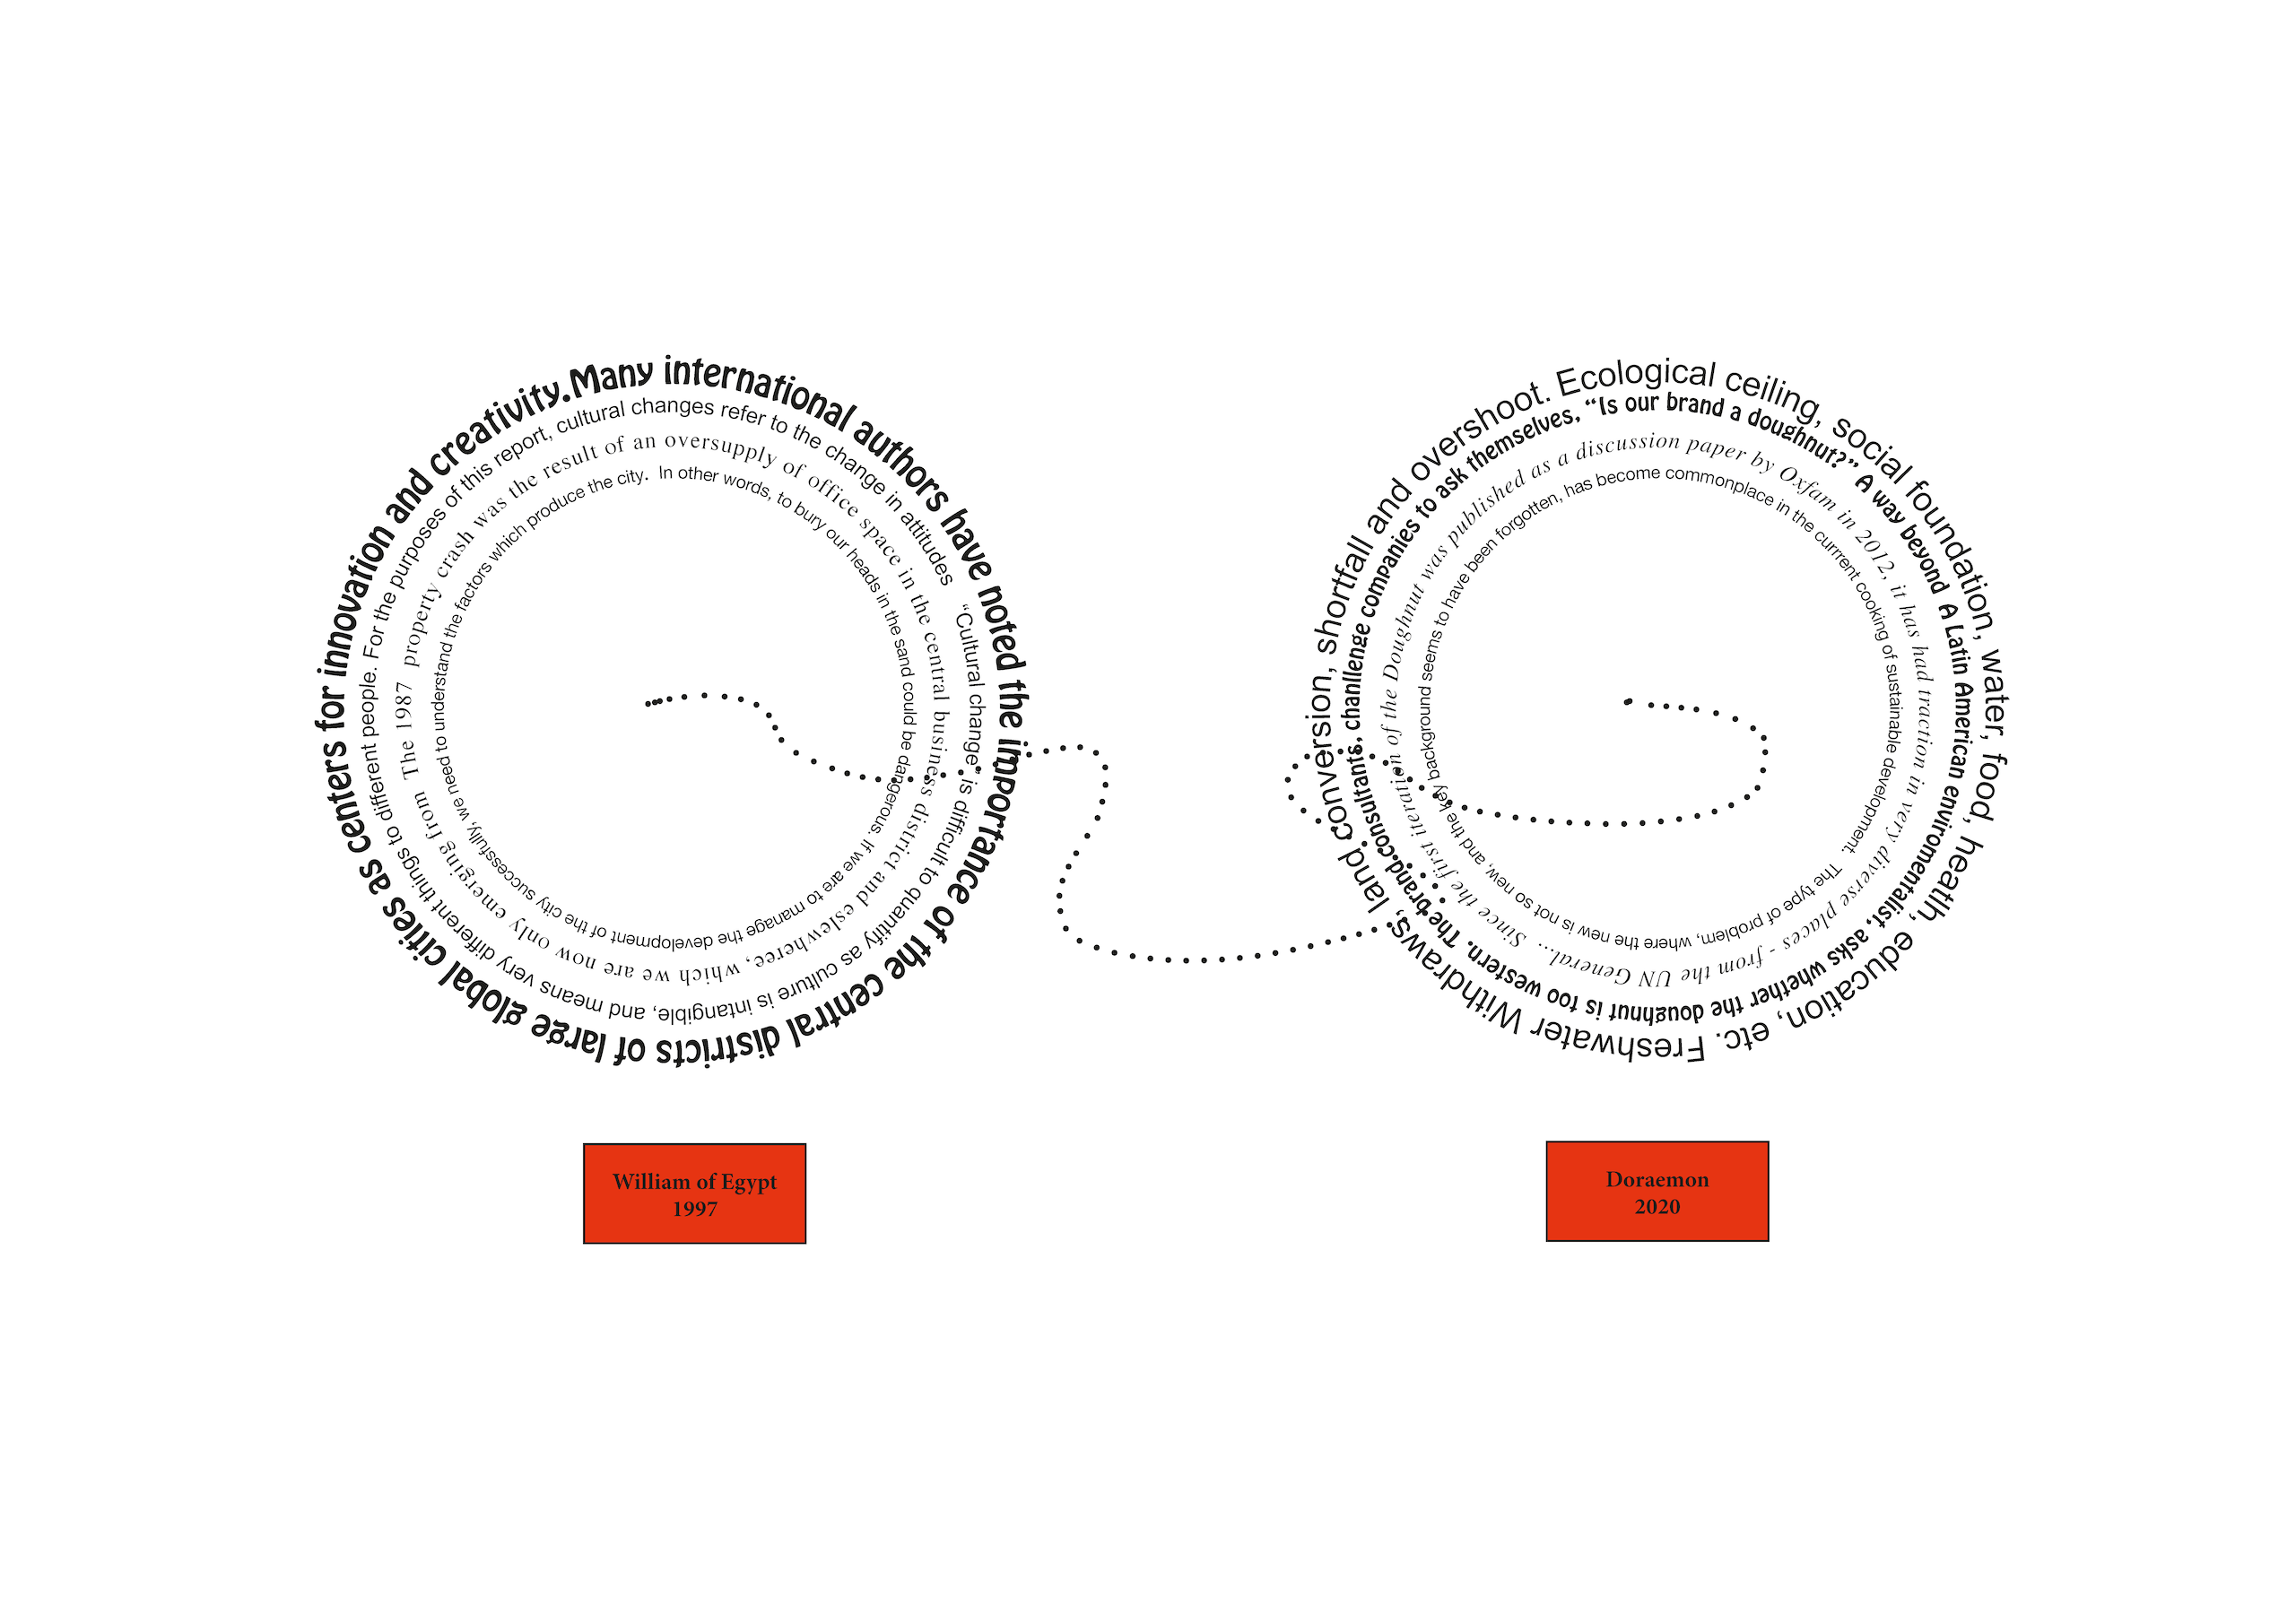 Many international authors have noted the importance of the central districts of large global cities as centers for innovation and creativity.
“Cultural change” is difficult to quantify as culture is intangible, and means very different things to different people. For the purposes of this report, cultural changes refer to the change in attitudes
The 1987 property crash was the result of an oversupply of office space in the central business district and eslewheree, which we are now only emerging from
In other words, to bury our heads in the sand could be dangerous. If we are to manage the development of the city successfully, we need to understand the factors which produce the city.
Ecological ceiling, social foundation, water, food, heatlh, education, etc. Freshwater Withdraws, land conversion, shortfall and overshoot.
The brand consultants, chanllenge companies to ask themselves, “Is our brand a doughnut?” A way beyond A Latin American enviromentalist, asks whether the doughnut is too western.
Since the first iteration of the Doughnut was published as a discussion paper by Oxfam in 2012, it has had traction in very diverse places - from the UN General....
The type of problem, where the new is not so new, and the key background seems to have been forgotten, has become commonplace in the currrent cooking of sustainable development.
William of Egypt
1997
Doraemon
2020